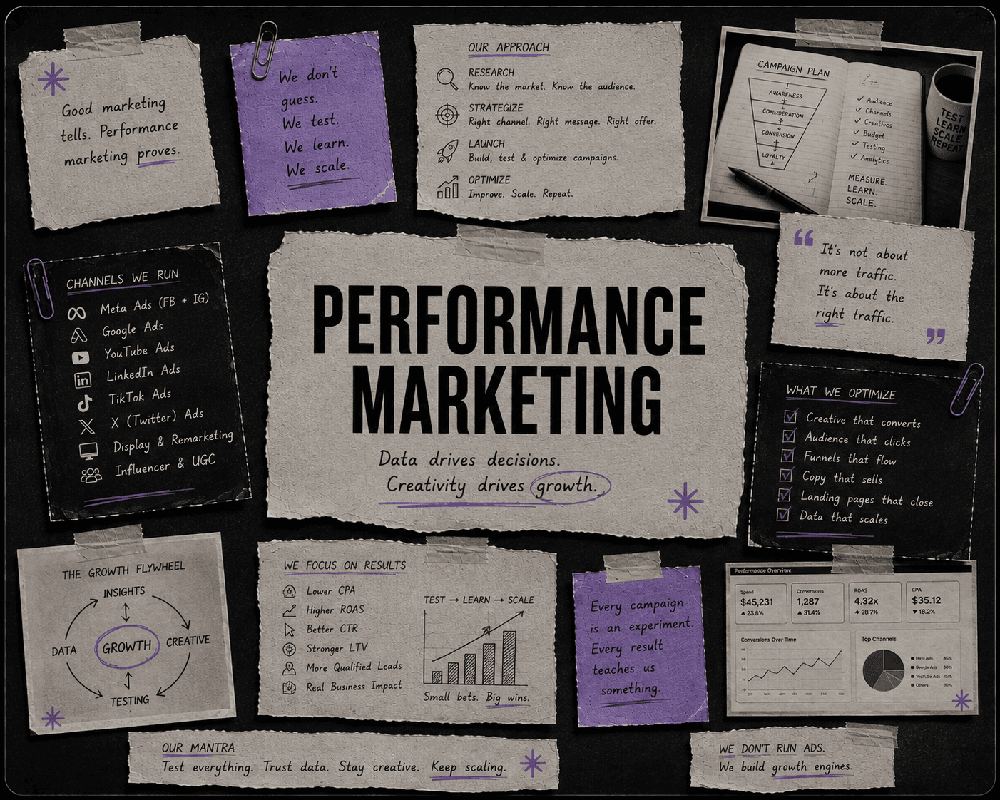 Good marketing
tells. Performance
marketing proves.
We don't
guess.
We test.
We learn.
We scale.
OUR APPROACH
RESEARCH
Know the market. Know the audience.
STRATEGIZE
Right channel. Right message. Right offer.
LAUNCH
Build, test & optimize campaigns.
OPTIMIZE
Improve. Scale. Repeat.
CAMPAIGN PLAN
AWARENESS
CONSIDERATION
CONVERSION
LOYALTY
✓ Audience
✓ Channels
✓ Creatives
✓ Budget
✓ Testing
✓ Analytics
MEASURE.
LEARN.
SCALE.
TEST
LEARN
SCALE
REPEAT
“It's not about
more traffic.
It's about the
right traffic.”
CHANNELS WE RUN
Meta Ads (FB + IG)
Google Ads
YouTube Ads
LinkedIn Ads
TikTok Ads
X (Twitter) Ads
Display & Remarketing
Influencer & UGC
PERFORMANCE
MARKETING
Data drives decisions.
Creativity drives growth.
WHAT WE OPTIMIZE
Creative that converts
Audience that clicks
Funnels that flow
Copy that sells
Landing pages that close
Data that scales
THE GROWTH FLYWHEEL
INSIGHTS
DATA
GROWTH
CREATIVE
TESTING
WE FOCUS ON RESULTS
Lower CPA
Higher ROAS
Better CTR
Stronger LTV
More Qualified Leads
Real Business Impact
TEST → LEARN → SCALE
Small bets. Big wins.
Every campaign
is an experiment.
Every result
teaches us
something.
Performance Overview
Spend
$45,231
Conversions
1,287
ROAS
4.32x
CPA
$35.12
Conversions Over Time
Top Channels
OUR MANTRA
Test everything. Trust data. Stay creative. Keep scaling.
WE DON'T RUN ADS.
We build growth engines.